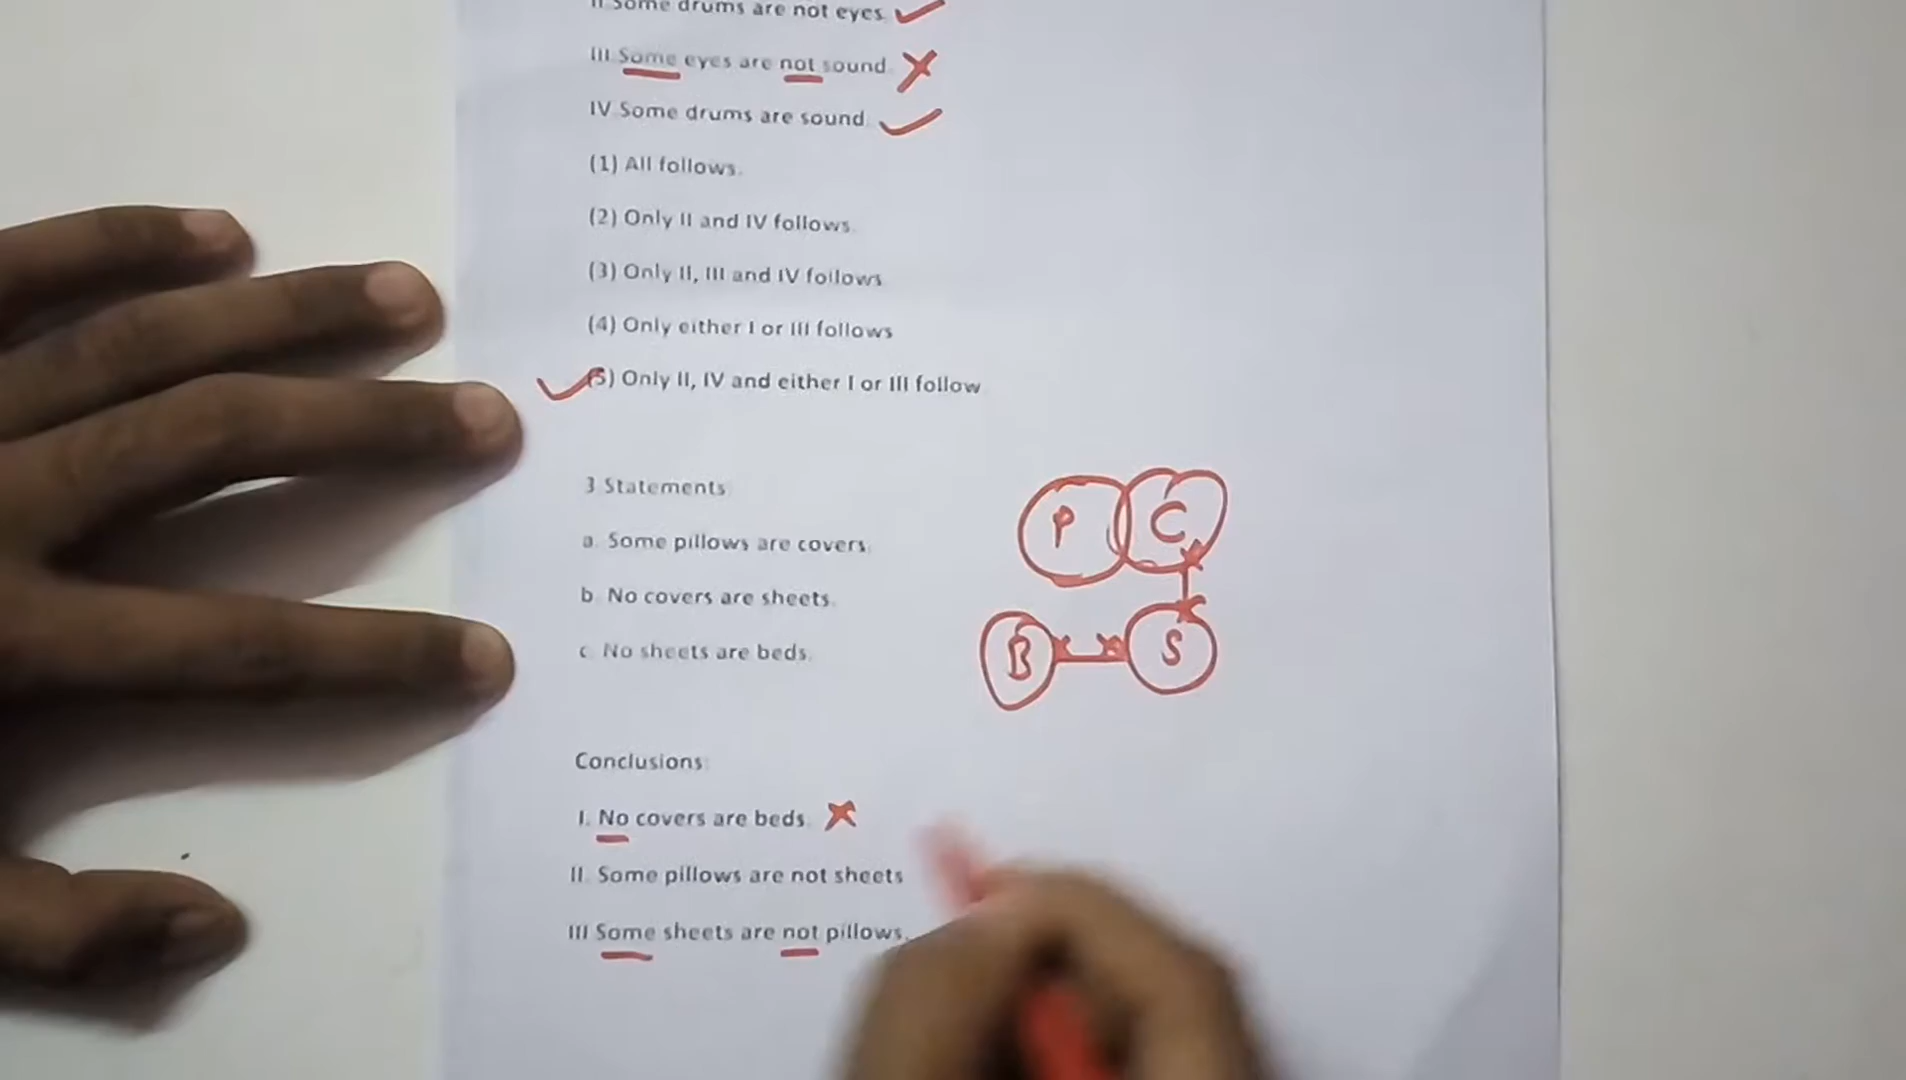 II Some drums are not eyes.
III Some eyes are not sound.
IV Some drums are sound.
(1) All follows.
(2) Only II and IV follows.
(3) Only II, III and IV follows
(4) Only either I or III follows
(5) Only II, IV and either I or III follow
3 Statements
a. Some pillows are covers.
P C
b. No covers are sheets.
c. No sheets are beds.
B S
Conclusions:
I. No covers are beds.
II. Some pillows are not sheets
III Some sheets are not pillows.